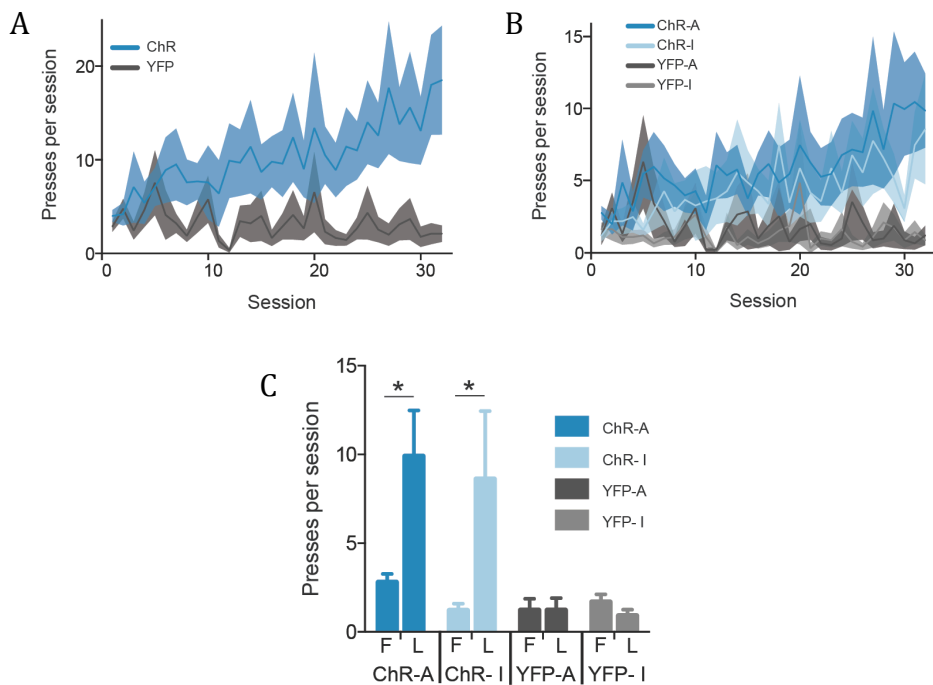 A
ChR
YFP
Presses per session
20
10
0
0
10
20
30
Session
B
ChR-A
ChR-I
YFP-A
YFP-I
Presses per session
15
10
5
0
0
10
20
30
Session
C
Presses per session
15
10
5
0
*
*
ChR-A
ChR- I
YFP-A
YFP- I
F L F L F L F L
ChR-A ChR- I YFP-A YFP- I